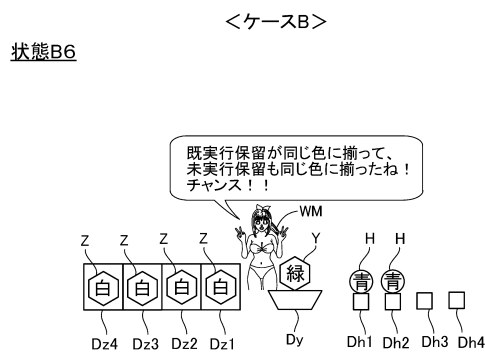 <ケースB>
状態B6
既実行保留が同じ色に揃って、
未実行保留も同じ色に揃ったね！
チャンス！！
WM
Z Z Z Z Y H H
白 白 白 白 緑 青 青
Dz4 Dz3 Dz2 Dz1 Dy Dh1 Dh2 Dh3 Dh4